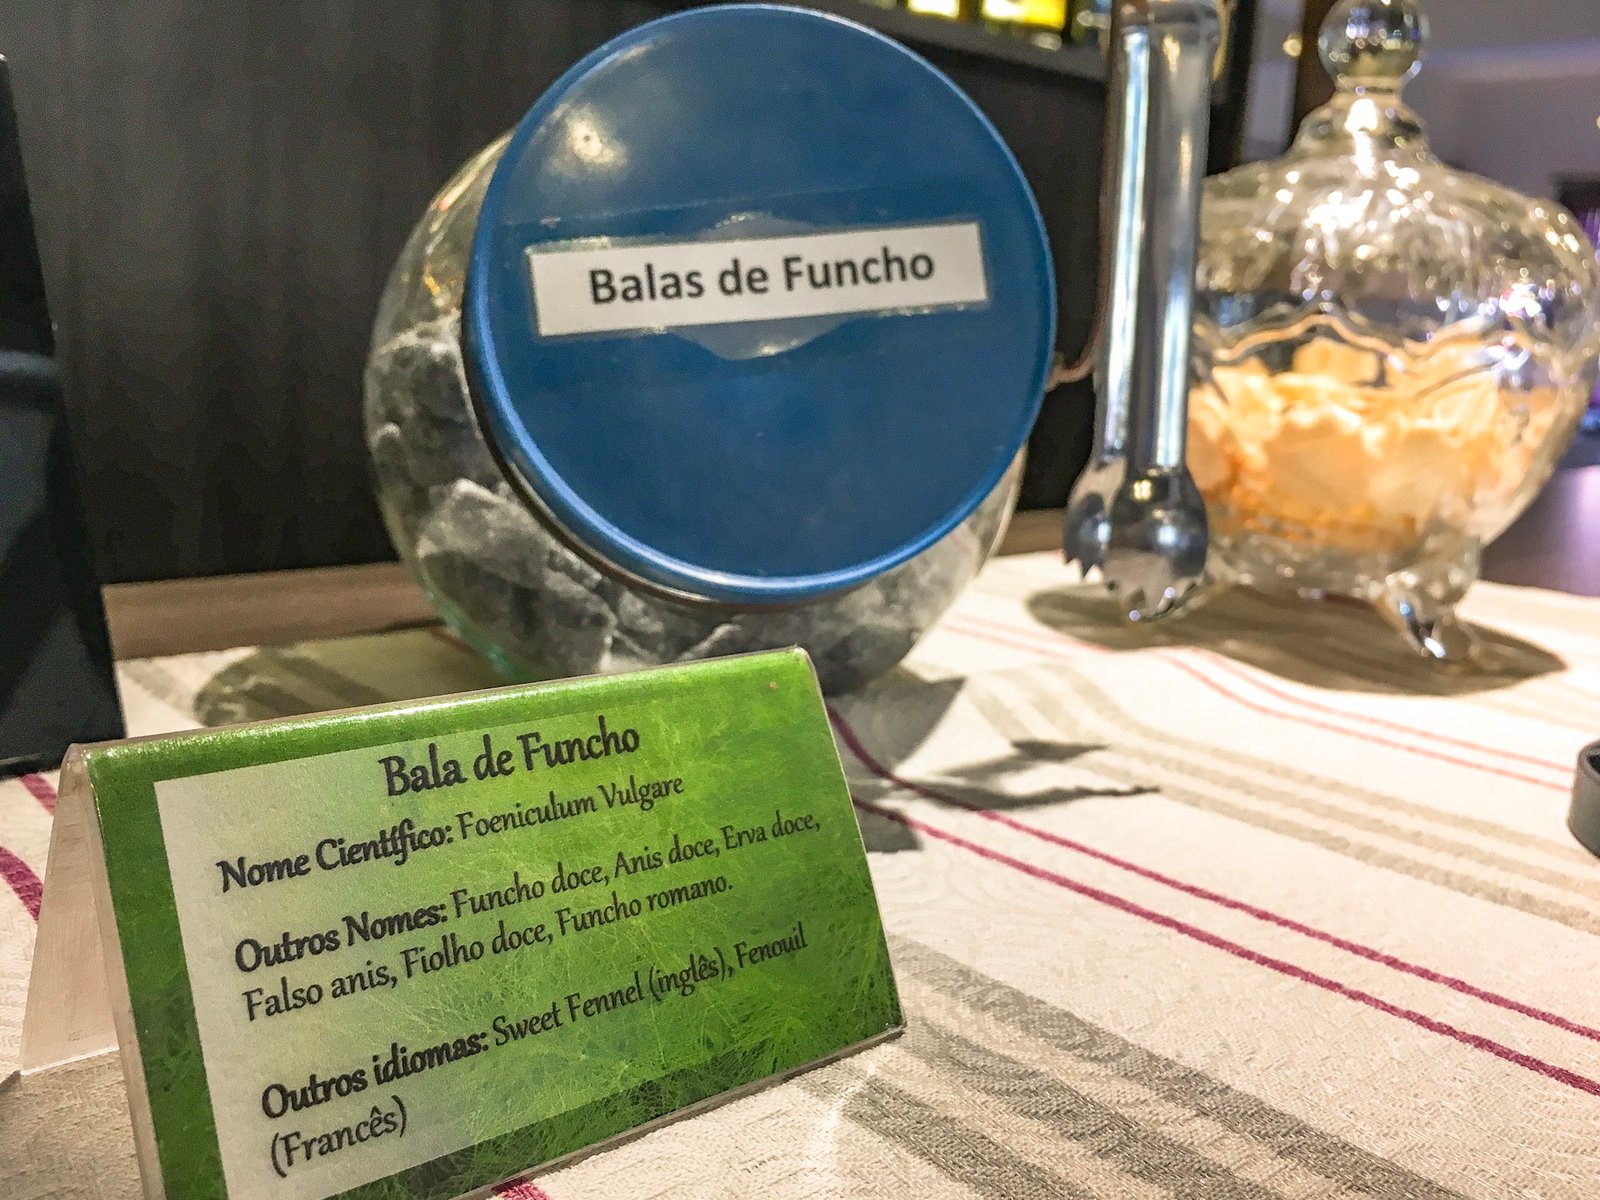 Balas de Funcho
Bala de Funcho
Nome Científico: Foeniculum Vulgare
Outros Nomes: Funcho doce, Anis doce, Erva doce,
Falso anis, Fiolho doce, Funcho romano.
Outros idiomas: Sweet Fennel (inglês), Fenouil
(Francês)